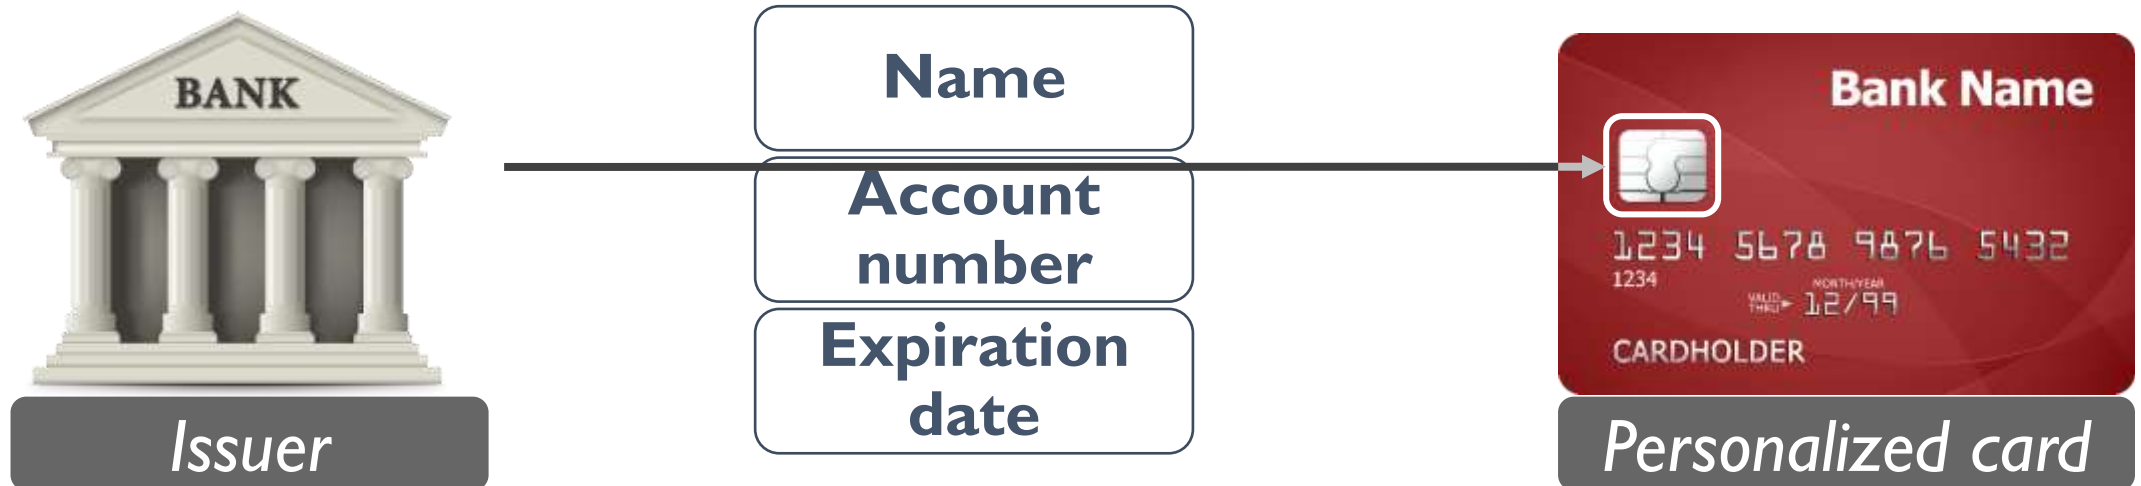 BANK
Issuer
Name
Account
number
Expiration
date
Bank Name
1234 5678 9876 5432
1234
MONTH/YEAR
VALID
THRU
12/99
CARDHOLDER
Personalized card